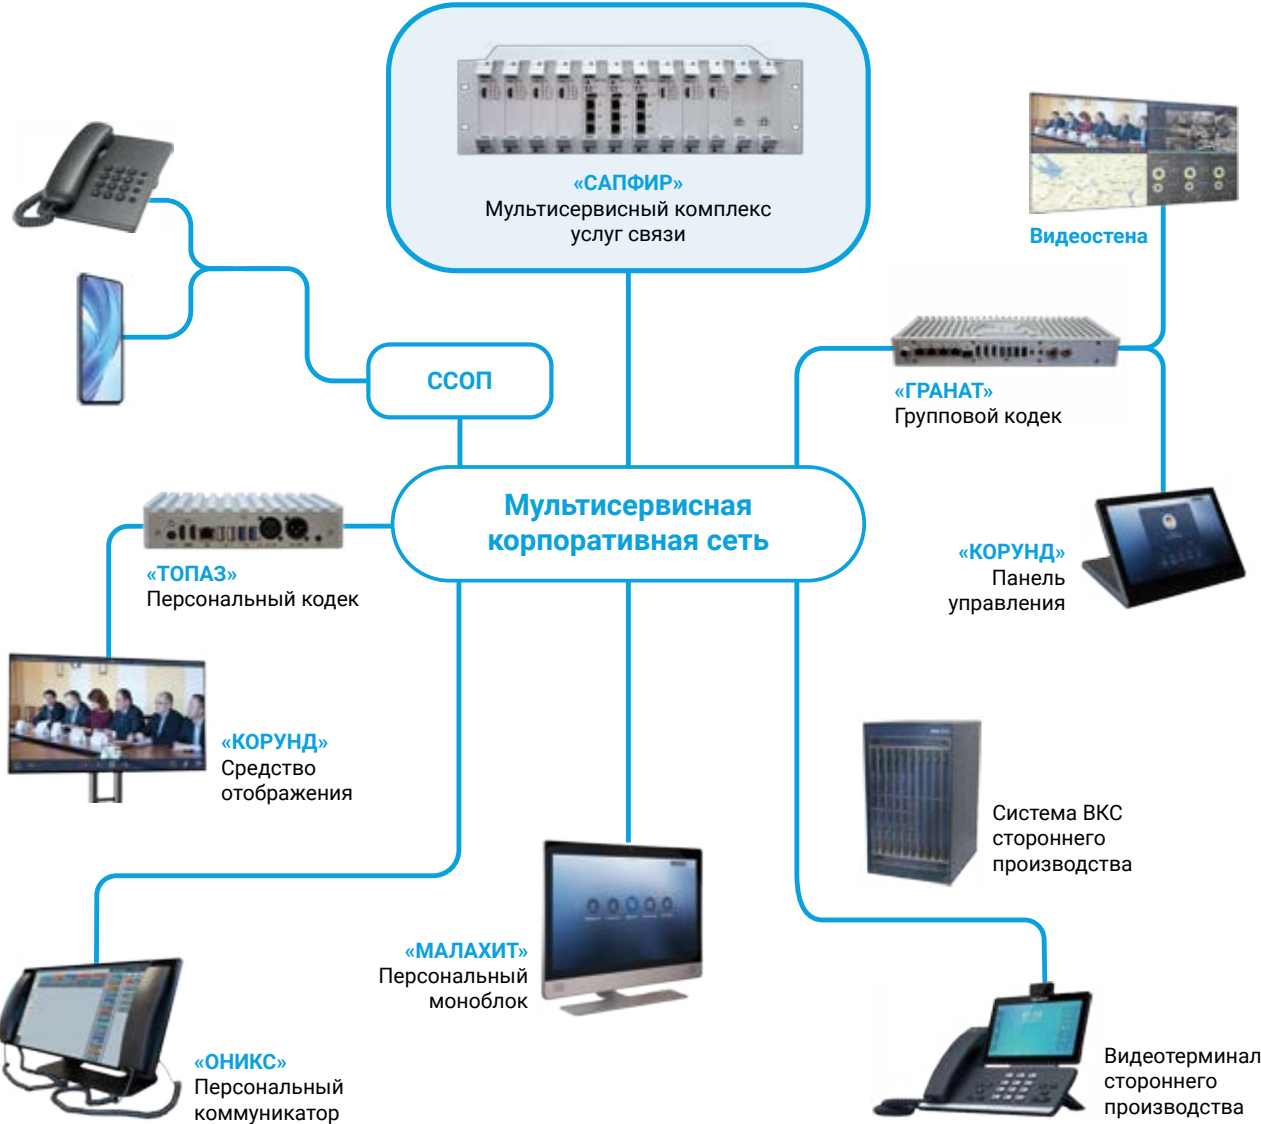 «САПФИР»
Мультисервисный комплекс
услуг связи
Видеостена
ССОП
«ГРАНАТ»
Групповой кодек
Мультисервисная
корпоративная сеть
«ТОПАЗ»
Персональный кодек
«КОРУНД»
Панель
управления
«КОРУНД»
Средство
отображения
Система ВКС
стороннего
производства
«МАЛАХИТ»
Персональный
моноблок
«ОНИКС»
Персональный
коммуникатор
Видеотерминал
стороннего
производства